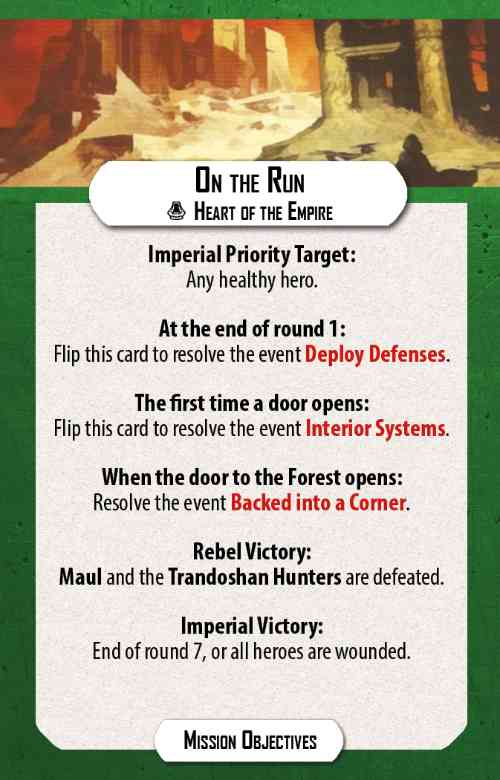 On the Run
Heart of the Empire
Imperial Priority Target:
Any healthy hero.
At the end of round 1:
Flip this card to resolve the event Deploy Defenses.
The first time a door opens:
Flip this card to resolve the event Interior Systems.
When the door to the Forest opens:
Resolve the event Backed into a Corner.
Rebel Victory:
Maul and the Trandoshan Hunters are defeated.
Imperial Victory:
End of round 7, or all heroes are wounded.
Mission Objectives